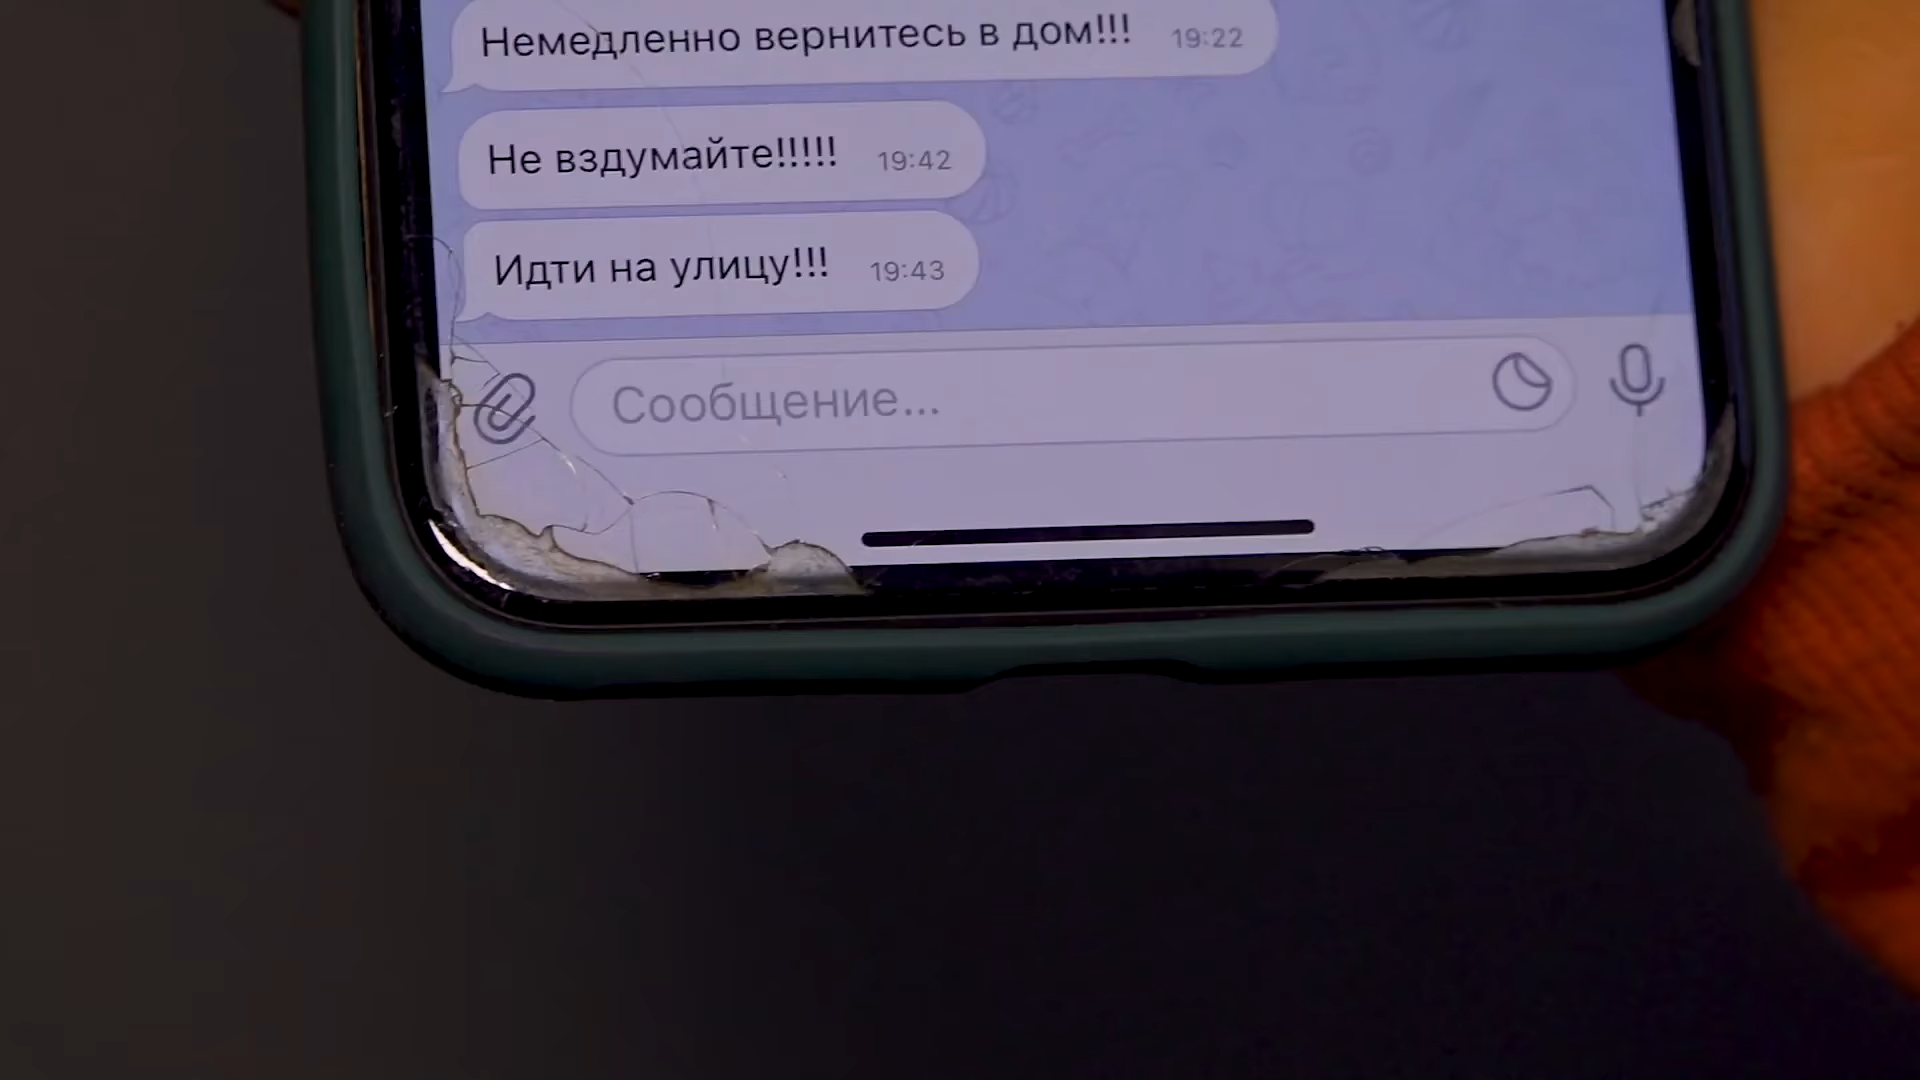 Немедленно вернитесь в дом!!! 19:22
Не вздумайте!!!!! 19:42
Идти на улицу!!! 19:43
Сообщение...